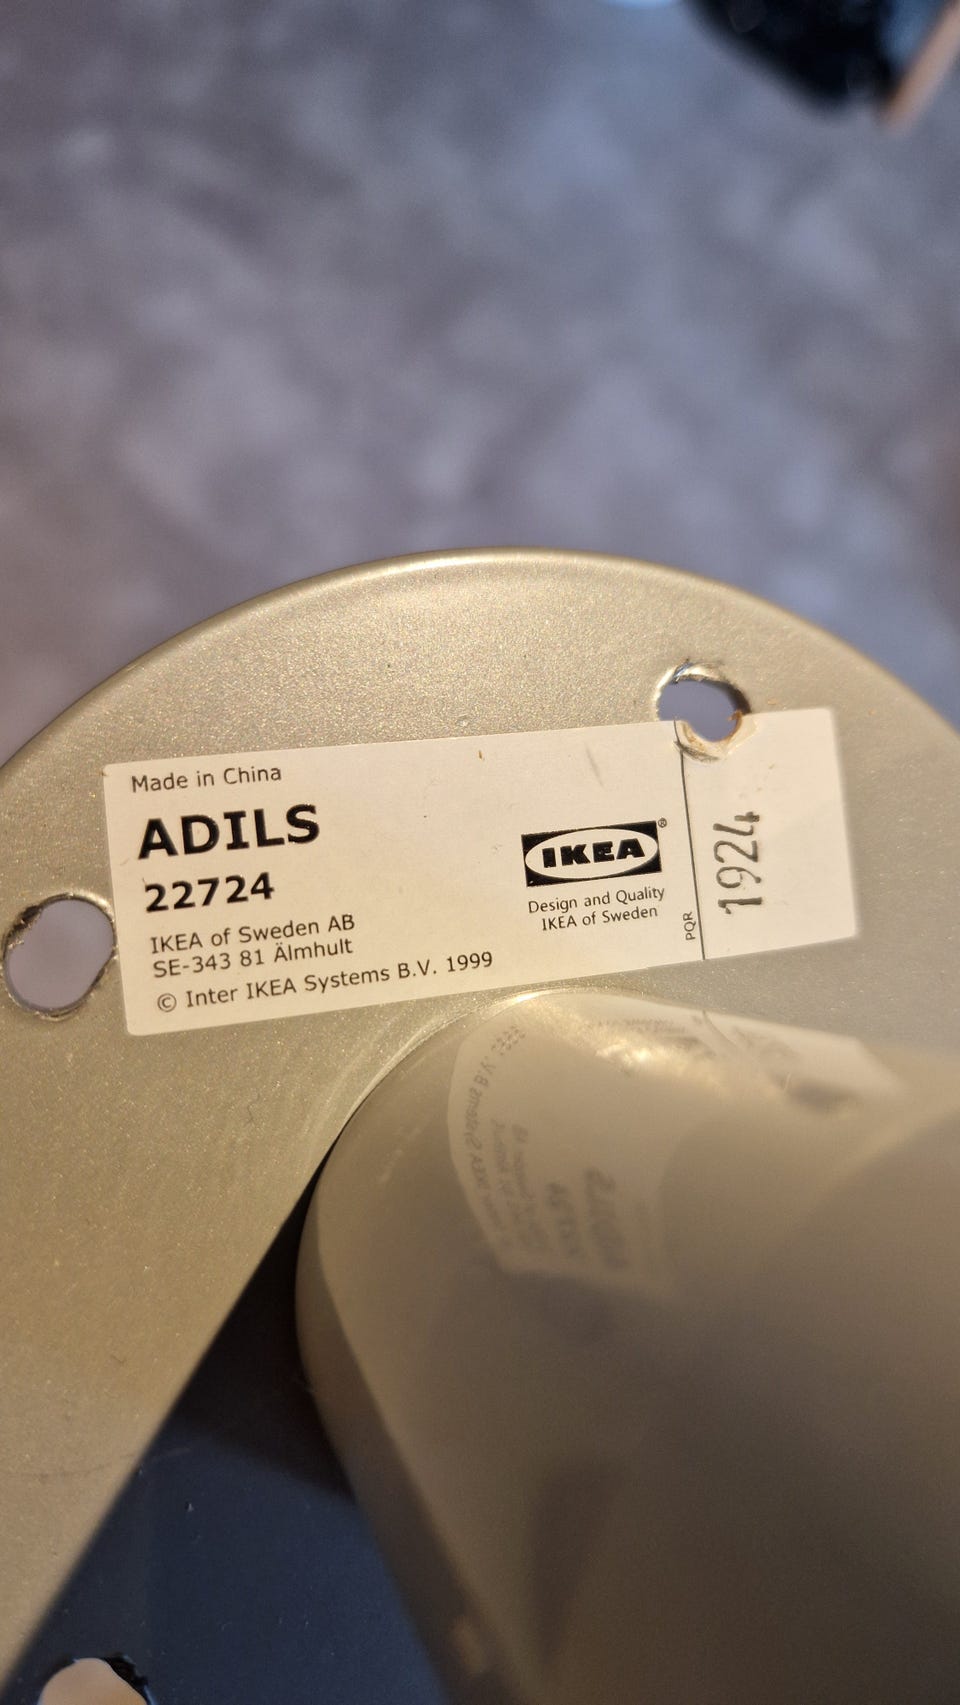 Made in China
ADILS
22724
IKEA of Sweden AB
SE-343 81 Älmhult
© Inter IKEA Systems B.V. 1999
IKEA®
Design and Quality
IKEA of Sweden
PQR
1924